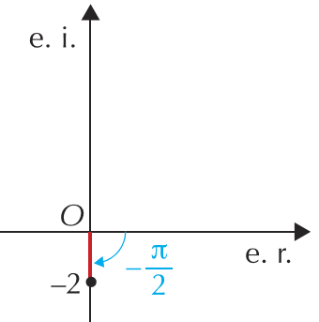 e. i.
O
e. r.
–2
–π/2